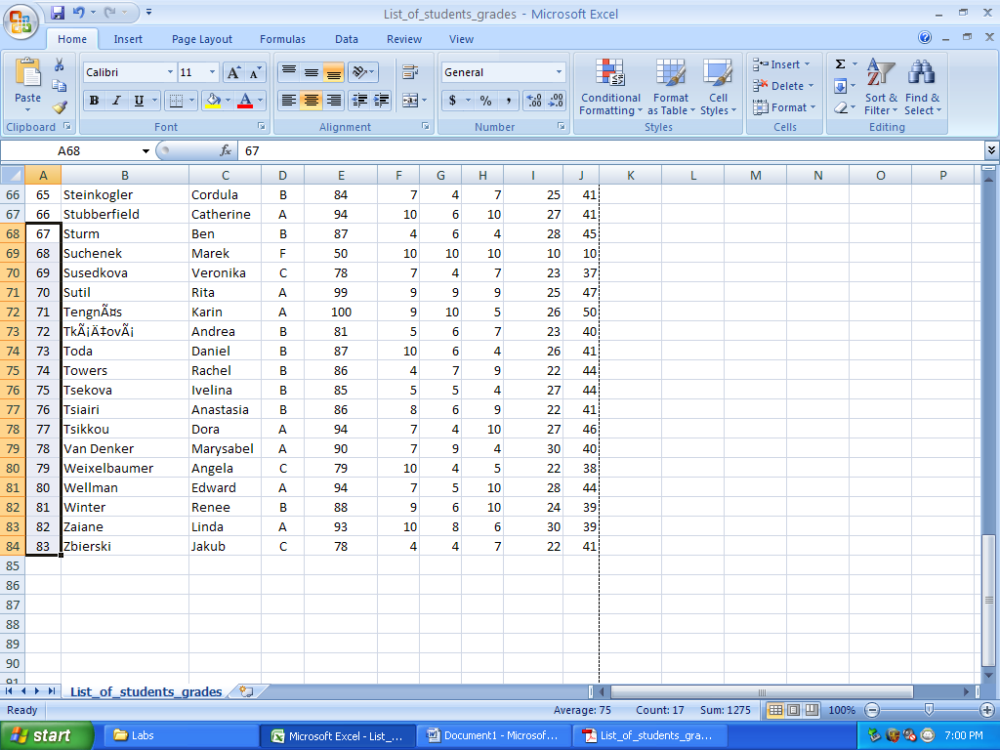 List_of_students_grades - Microsoft Excel
Home Insert Page Layout Formulas Data Review View
Paste Calibri 11 A A General Conditional Formatting Format as Table Cell Styles Insert Delete Format Σ Sort & Filter Find & Select
B I U A $ % , .00 .00
Clipboard Font Alignment Number Styles Cells Editing
A68 fx 67
A B C D E F G H I J K L M N O P
66 65 Steinkogler Cordula B 84 7 4 7 25 41
67 66 Stubberfield Catherine A 94 10 6 10 27 41
68 67 Sturm Ben B 87 4 6 4 28 45
69 68 Suchenek Marek F 50 10 10 10 10 10
70 69 Susedkova Veronika C 78 7 4 7 23 37
71 70 Sutil Rita A 99 9 9 9 25 47
72 71 TengnÃ¤s Karin A 100 9 10 5 26 50
73 72 TkÃ¡Ä‡ovÃ¡ Andrea B 81 5 6 7 23 40
74 73 Toda Daniel B 87 10 6 4 26 41
75 74 Towers Rachel B 86 4 7 9 22 44
76 75 Tsekova Ivelina B 85 5 5 4 27 44
77 76 Tsiairi Anastasia B 86 8 6 9 22 41
78 77 Tsikkou Dora A 94 7 4 10 27 46
79 78 Van Denker Marysabel A 90 7 9 4 30 40
80 79 Weixelbaumer Angela C 79 10 4 5 22 38
81 80 Wellman Edward A 94 7 5 10 28 44
82 81 Winter Renee B 88 9 6 10 24 39
83 82 Zaiane Linda A 93 10 8 6 30 39
84 83 Zbierski Jakub C 78 4 4 7 22 41
85
86
87
88
89
90
91
List_of_students_grades
Ready Average: 75 Count: 17 Sum: 1275 100%
start Labs Microsoft Excel - List_... Document1 - Microsof... List_of_students_gra... 7:00 PM